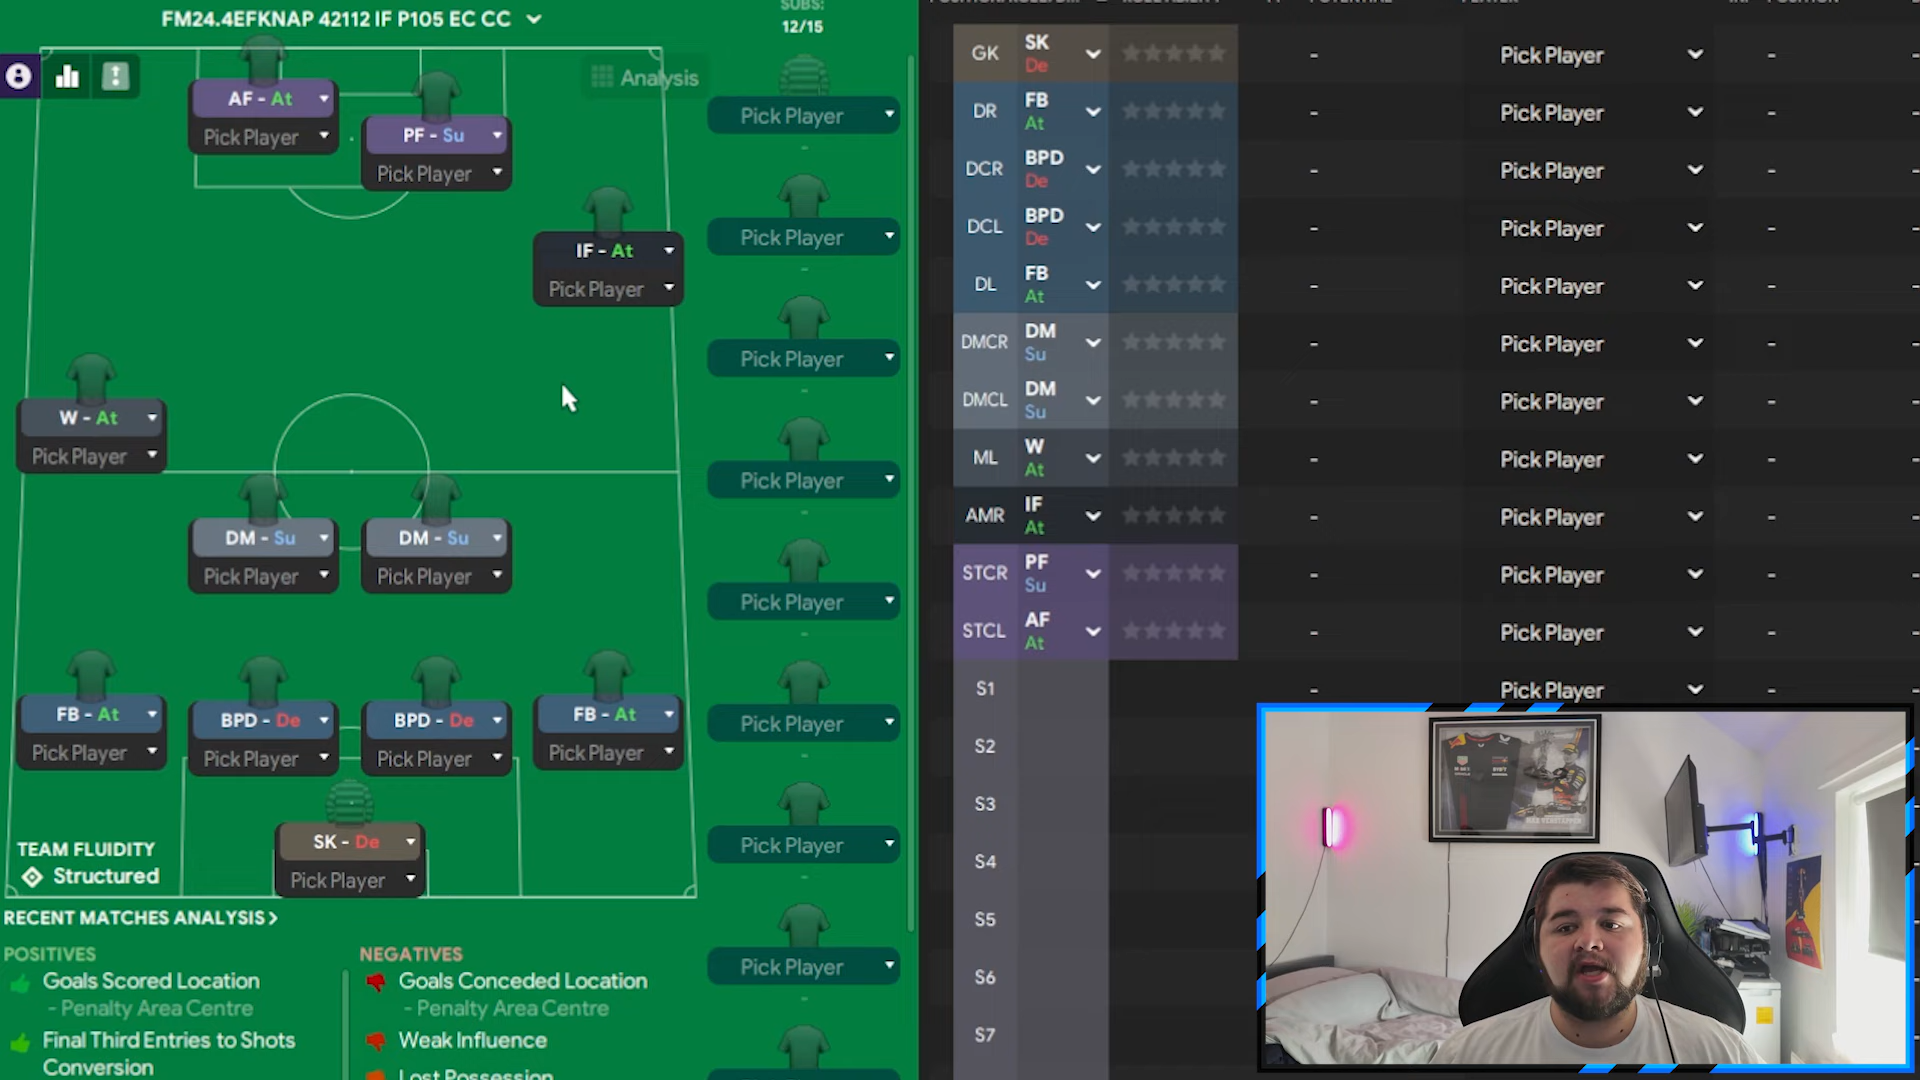 FM24.4EFKNAP 42112 IF P105 EC CC
SUBS:
12/15
Analysis
AF - At
Pick Player
PF - Su
Pick Player
IF - At
Pick Player
W - At
Pick Player
DM - Su
Pick Player
DM - Su
Pick Player
FB - At
Pick Player
BPD - De
Pick Player
BPD - De
Pick Player
FB - At
Pick Player
SK - De
Pick Player
TEAM FLUIDITY
Structured
RECENT MATCHES ANALYSIS >
POSITIVES
Goals Scored Location
- Penalty Area Centre
Final Third Entries to Shots
Conversion
NEGATIVES
Goals Conceded Location
- Penalty Area Centre
Weak Influence
Lost Possession
Pick Player
-
Pick Player
-
Pick Player
-
Pick Player
-
Pick Player
-
Pick Player
-
Pick Player
-
Pick Player
-
GK SK De - Pick Player -
DR FB At - Pick Player - -
DCR BPD De - Pick Player - -
DCL BPD De - Pick Player - -
DL FB At - Pick Player - -
DMCR DM Su - Pick Player - -
DMCL DM Su - Pick Player - -
ML W At - Pick Player - -
AMR IF At - Pick Player - -
STCR PF Su - Pick Player - -
STCL AF At - Pick Player - -
S1 - Pick Player
S2
S3
S4
S5
S6
S7